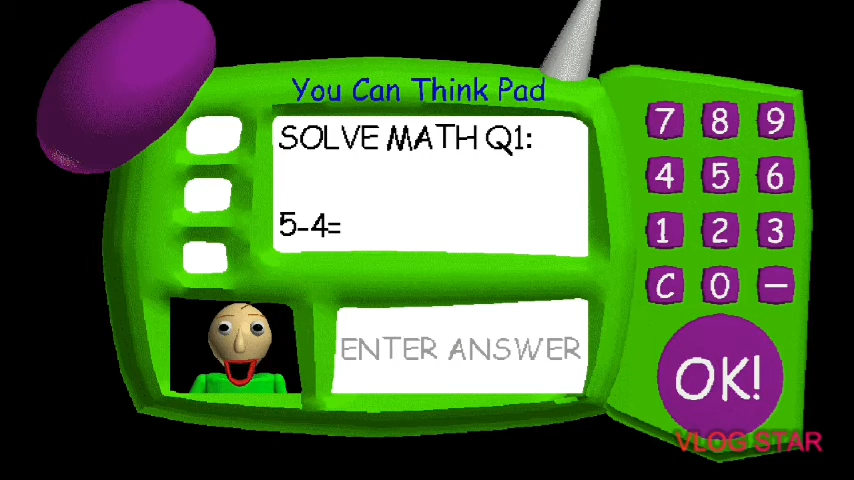 You Can Think Pad
SOLVE MATH Q1:
5-4=
ENTER ANSWER
7 8 9
4 5 6
1 2 3
C 0 -
OK!
VLOG STAR